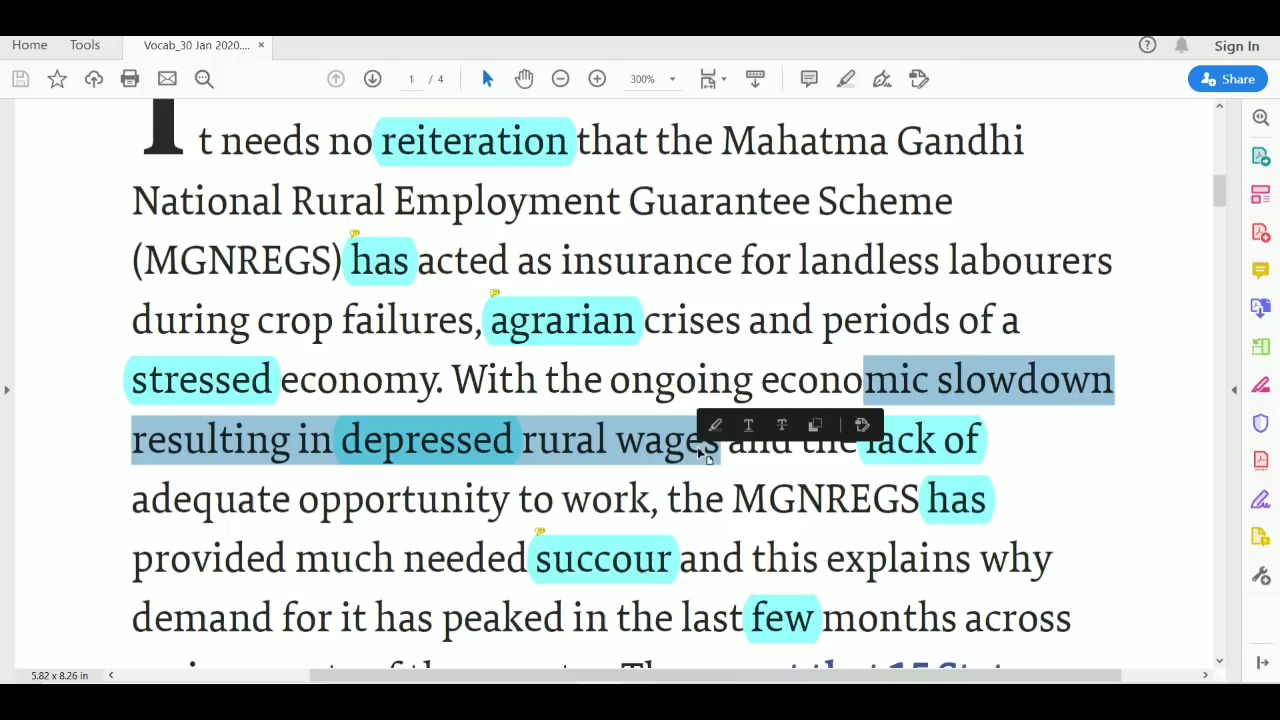 Home Tools Vocab_30 Jan 2020.... × Sign In
1 / 4 300% Share
It needs no reiteration that the Mahatma Gandhi
National Rural Employment Guarantee Scheme
(MGNREGS) has acted as insurance for landless labourers
during crop failures, agrarian crises and periods of a
stressed economy. With the ongoing economic slowdown
resulting in depressed rural wages and the lack of
adequate opportunity to work, the MGNREGS has
provided much needed succour and this explains why
demand for it has peaked in the last few months across
5.82 x 8.26 in